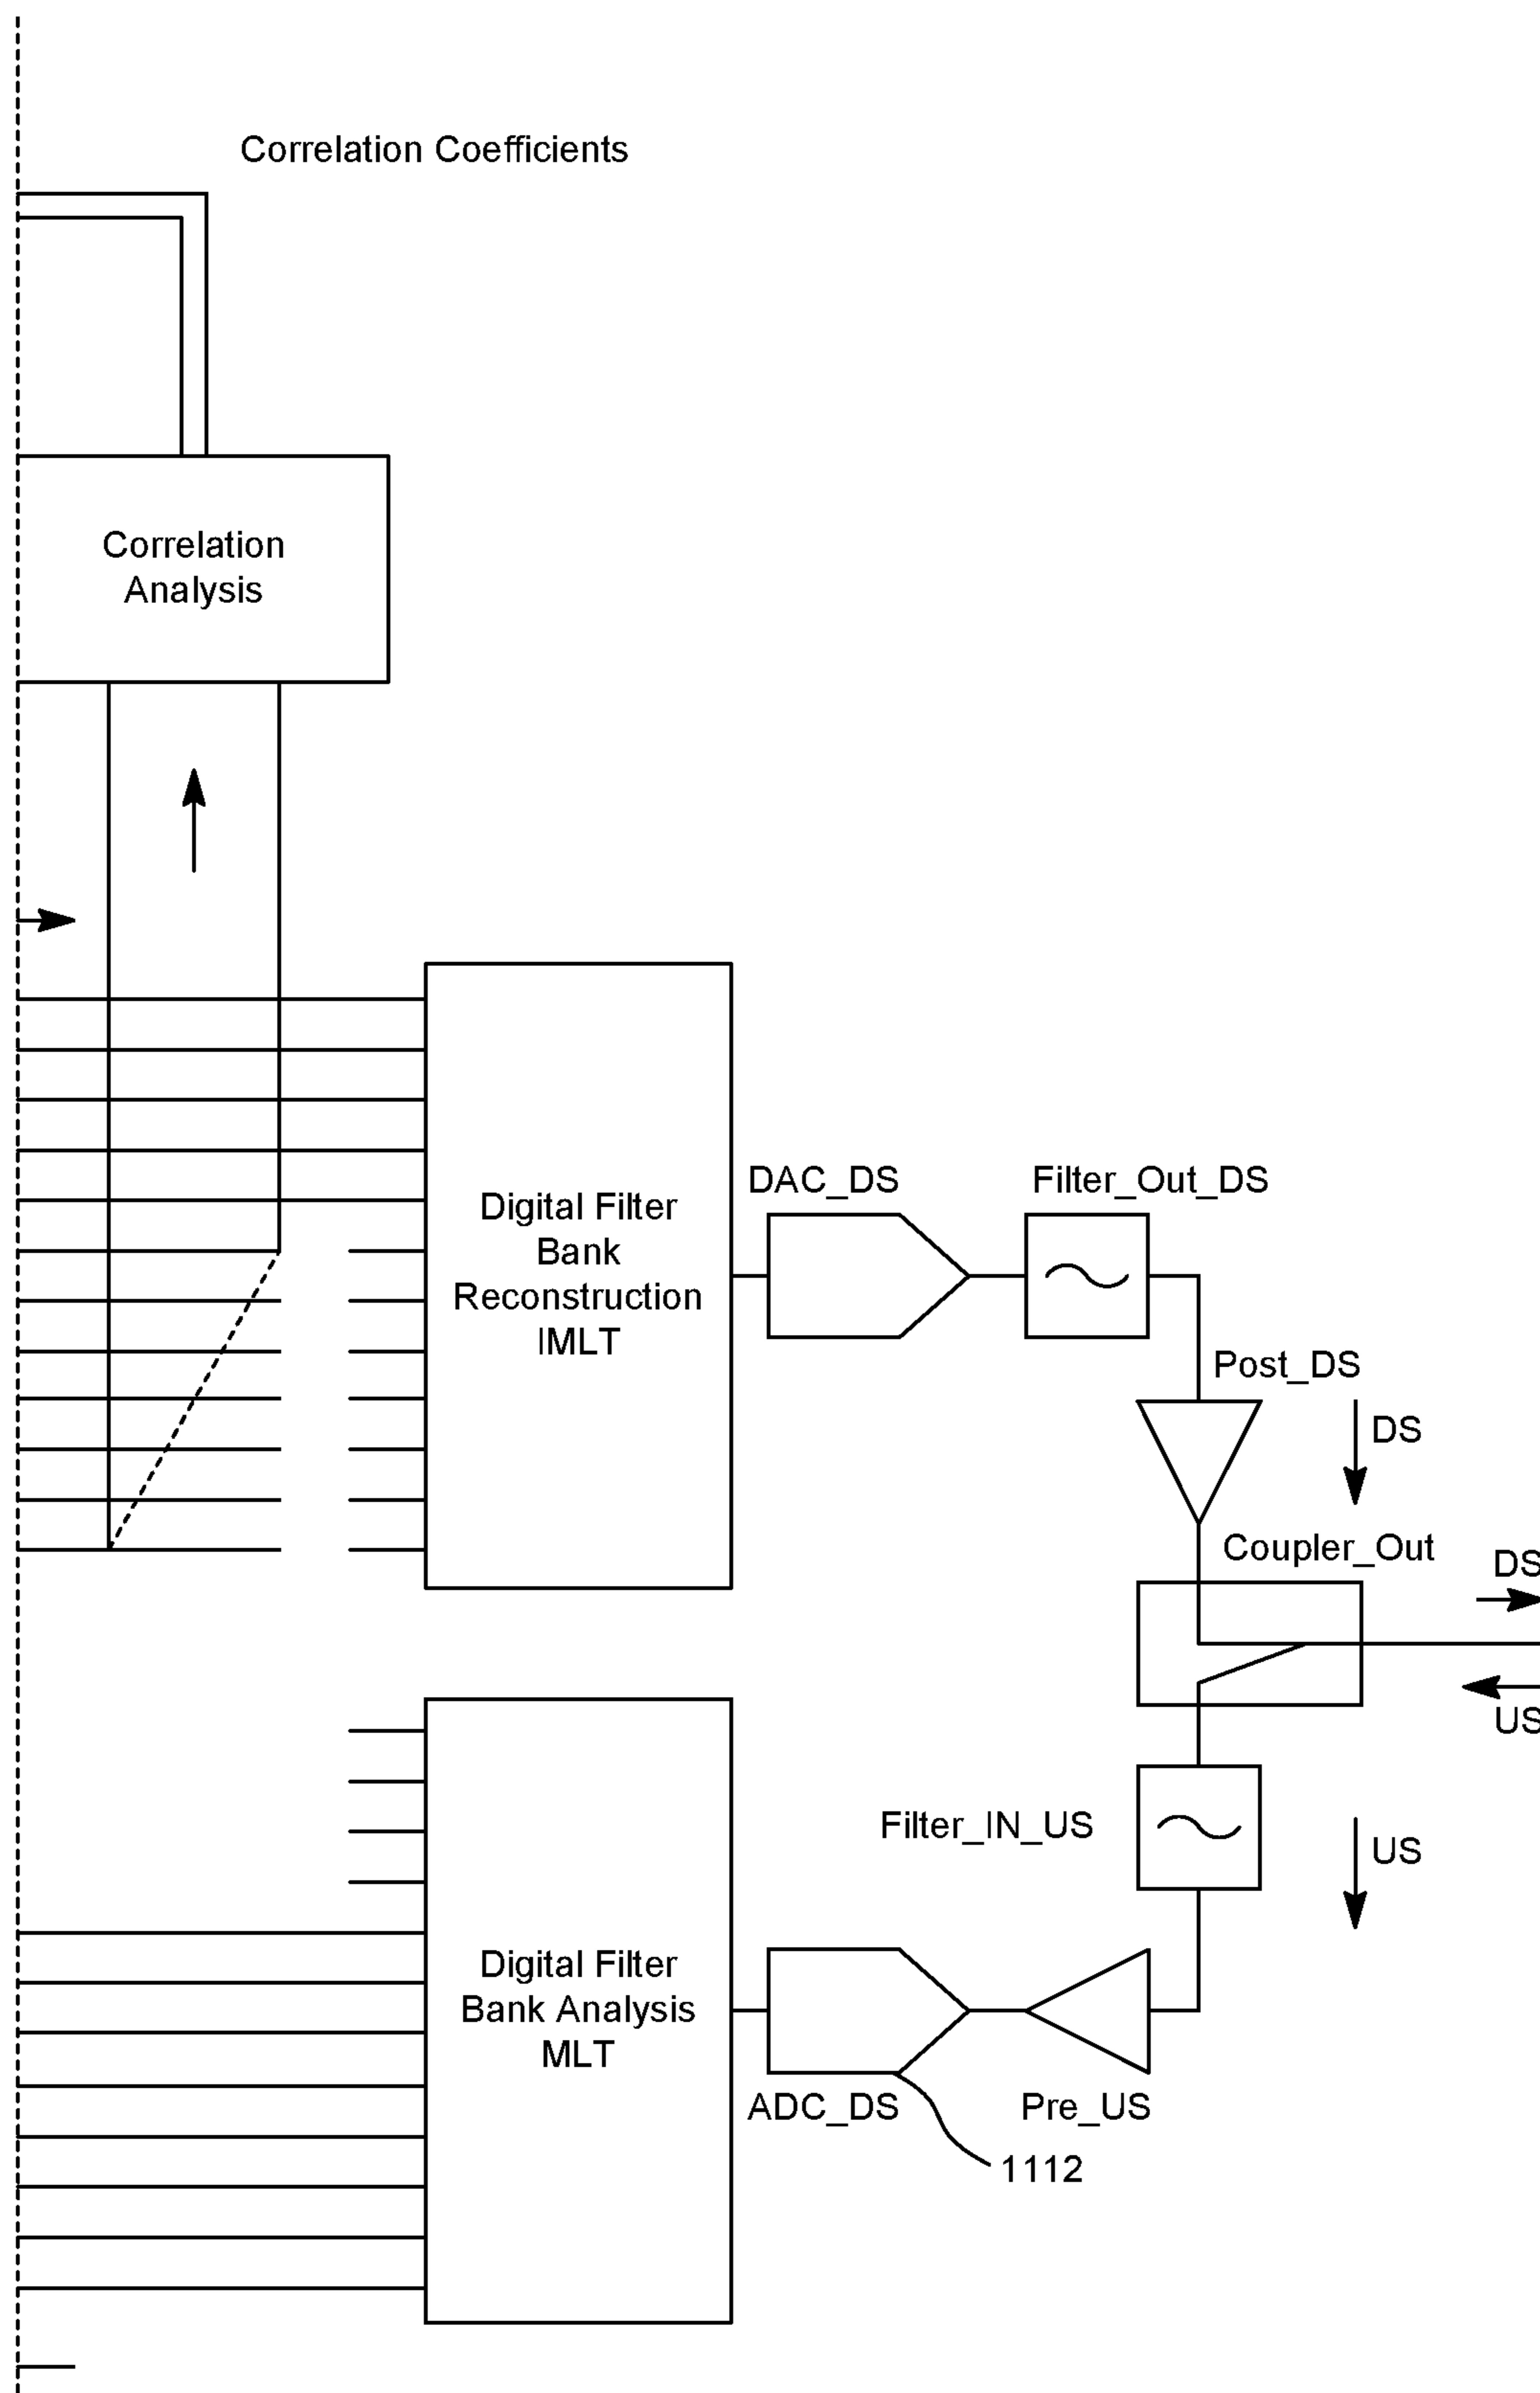 Correlation Coefficients
Correlation
Analysis
Digital Filter
Bank
Reconstruction
IMLT
DAC_DS
Filter_Out_DS
Post_DS
DS
Coupler_Out
DS
US
Filter_IN_US
US
Digital Filter
Bank Analysis
MLT
ADC_DS
Pre_US
1112